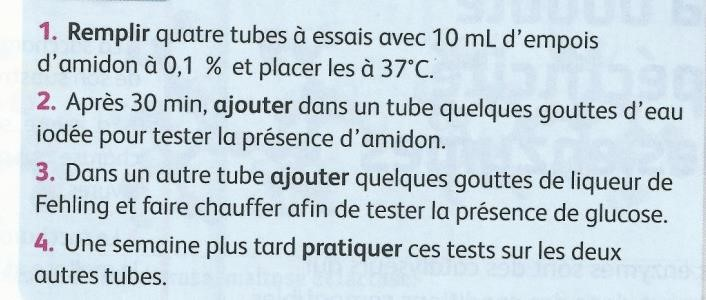 1. Remplir quatre tubes à essais avec 10 mL d'empois
d'amidon à 0,1 % et placer les à 37°C.
2. Après 30 min, ajouter dans un tube quelques gouttes d'eau
iodée pour tester la présence d'amidon.
3. Dans un autre tube ajouter quelques gouttes de liqueur de
Fehling et faire chauffer afin de tester la présence de glucose.
4. Une semaine plus tard pratiquer ces tests sur les deux
autres tubes.